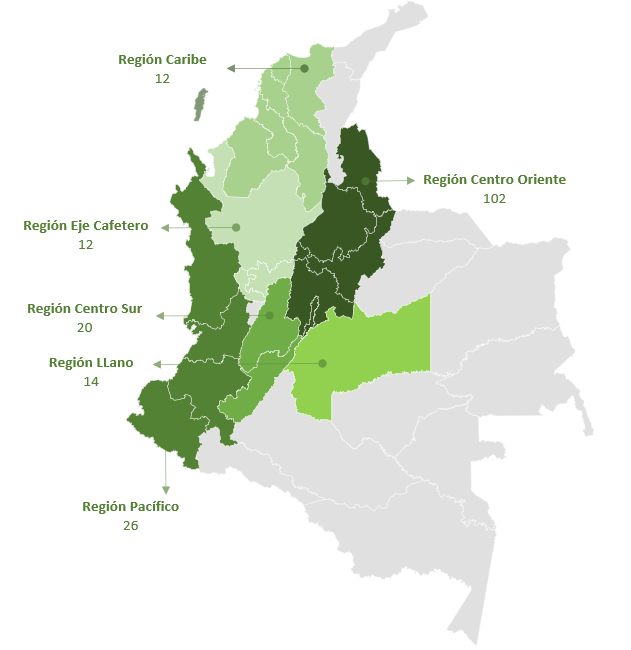 Región Caribe
12
Región Centro Oriente
102
Región Eje Cafetero
12
Región Centro Sur
20
Región LLano
14
Región Pacífico
26